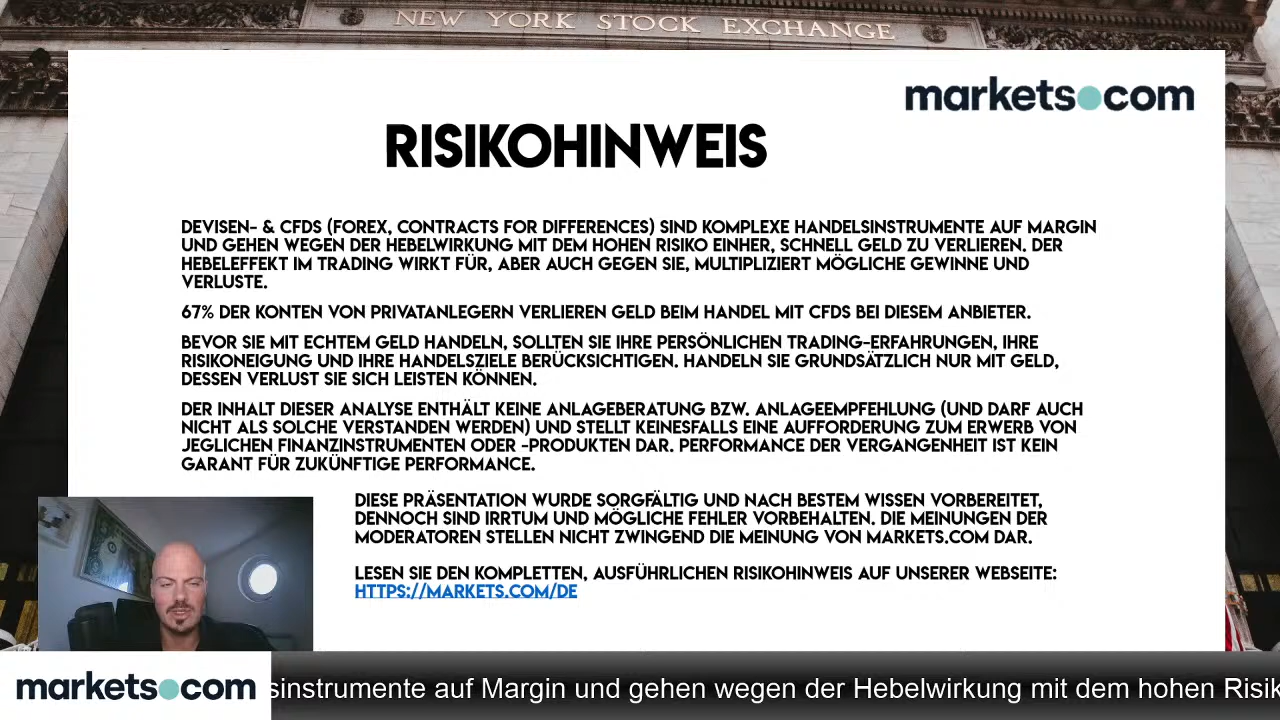 NEW YORK STOCK EXCHANGE
markets.com
RISIKOHINWEIS
DEVISEN- & CFDS (FOREX, CONTRACTS FOR DIFFERENCES) SIND KOMPLEXE HANDELSINSTRUMENTE AUF MARGIN
UND GEHEN WEGEN DER HEBELWIRKUNG MIT DEM HOHEN RISIKO EINHER, SCHNELL GELD ZU VERLIEREN. DER
HEBELEFFEKT IM TRADING WIRKT FÜR, ABER AUCH GEGEN SIE, MULTIPLIZIERT MÖGLICHE GEWINNE UND
VERLUSTE.
67% DER KONTEN VON PRIVATANLEGERN VERLIEREN GELD BEIM HANDEL MIT CFDS BEI DIESEM ANBIETER.
BEVOR SIE MIT ECHTEM GELD HANDELN, SOLLTEN SIE IHRE PERSÖNLICHEN TRADING-ERFAHRUNGEN, IHRE
RISIKONEIGUNG UND IHRE HANDELSZIELE BERÜCKSICHTIGEN. HANDELN SIE GRUNDSÄTZLICH NUR MIT GELD,
DESSEN VERLUST SIE SICH LEISTEN KÖNNEN.
DER INHALT DIESER ANALYSE ENTHÄLT KEINE ANLAGEBERATUNG BZW. ANLAGEEMPFEHLUNG (UND DARF AUCH
NICHT ALS SOLCHE VERSTANDEN WERDEN) UND STELLT KEINESFALLS EINE AUFFORDERUNG ZUM ERWERB VON
JEGLICHEN FINANZINSTRUMENTEN ODER -PRODUKTEN DAR. PERFORMANCE DER VERGANGENHEIT IST KEIN
GARANT FÜR ZUKÜNFTIGE PERFORMANCE.
DIESE PRÄSENTATION WURDE SORGFÄLTIG UND NACH BESTEM WISSEN VORBEREITET,
DENNOCH SIND IRRTUM UND MÖGLICHE FEHLER VORBEHALTEN. DIE MEINUNGEN DER
MODERATOREN STELLEN NICHT ZWINGEND DIE MEINUNG VON MARKETS.COM DAR.
LESEN SIE DEN KOMPLETTEN, AUSFÜHRLICHEN RISIKOHINWEIS AUF UNSERER WEBSEITE:
HTTPS://MARKETS.COM/DE
markets.com
sinstrumente auf Margin und gehen wegen der Hebelwirkung mit dem hohen Risik